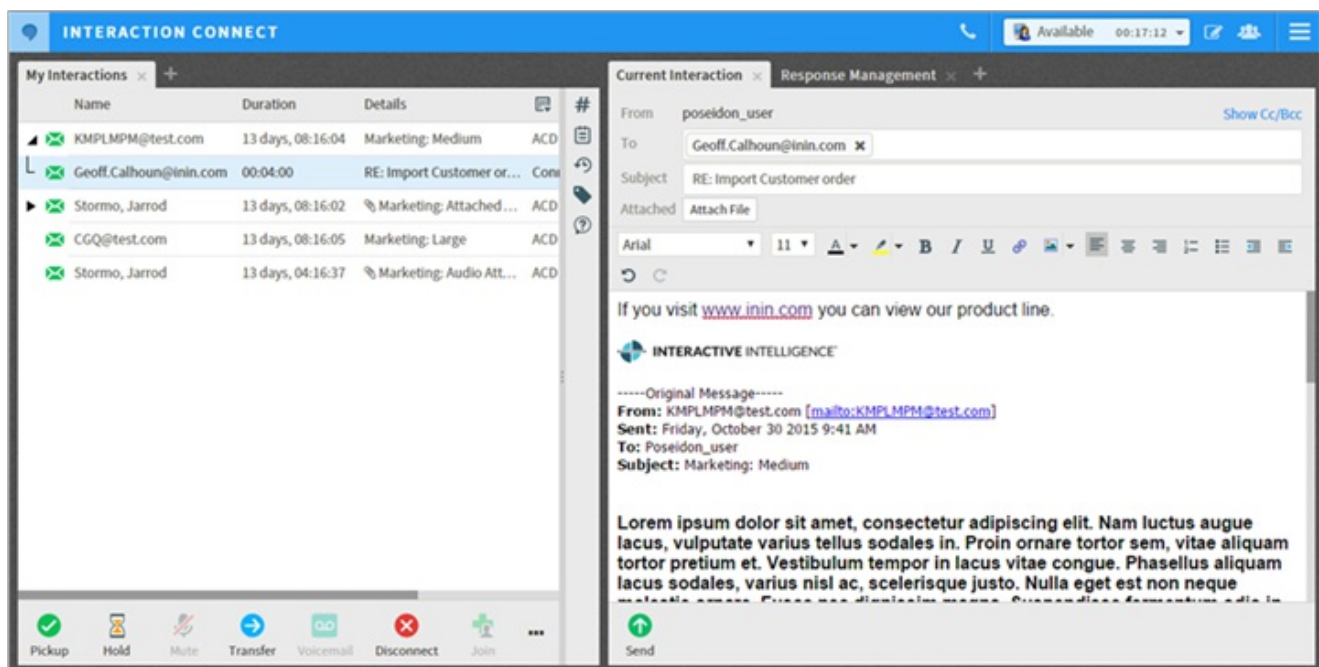 INTERACTION CONNECT
Available 00:17:12
My Interactions
Name Duration Details
KMPLMPM@test.com 13 days, 08:16:04 Marketing: Medium ACD
Geoff.Calhoun@inin.com 00:04:00 RE: Import Customer or... Con
Stormo, Jarrod 13 days, 08:16:02 Marketing: Attached ... ACD
CGQ@test.com 13 days, 08:16:05 Marketing: Large ACD
Stormo, Jarrod 13 days, 04:16:37 Marketing: Audio Att... ACD
Pickup Hold Mute Transfer Voicemail Disconnect Join ...
Current Interaction Response Management
From poseidon_user Show Cc/Bcc
To Geoff.Calhoun@inin.com
Subject RE: Import Customer order
Attached Attach File
Arial 11 A B I U
If you visit www.inin.com you can view our product line.
INTERACTIVE INTELLIGENCE
-----Original Message-----
From: KMPLMPM@test.com [mailto:KMPLMPM@test.com]
Sent: Friday, October 30 2015 9:41 AM
To: Poseidon_user
Subject: Marketing: Medium
Lorem ipsum dolor sit amet, consectetur adipiscing elit. Nam luctus augue
lacus, vulputate varius tellus sodales in. Proin ornare tortor sem, vitae aliquam
tortor pretium et. Vestibulum tempor in lacus vitae congue. Phasellus aliquam
lacus sodales, varius nisl ac, scelerisque justo. Nulla eget est non neque
Send